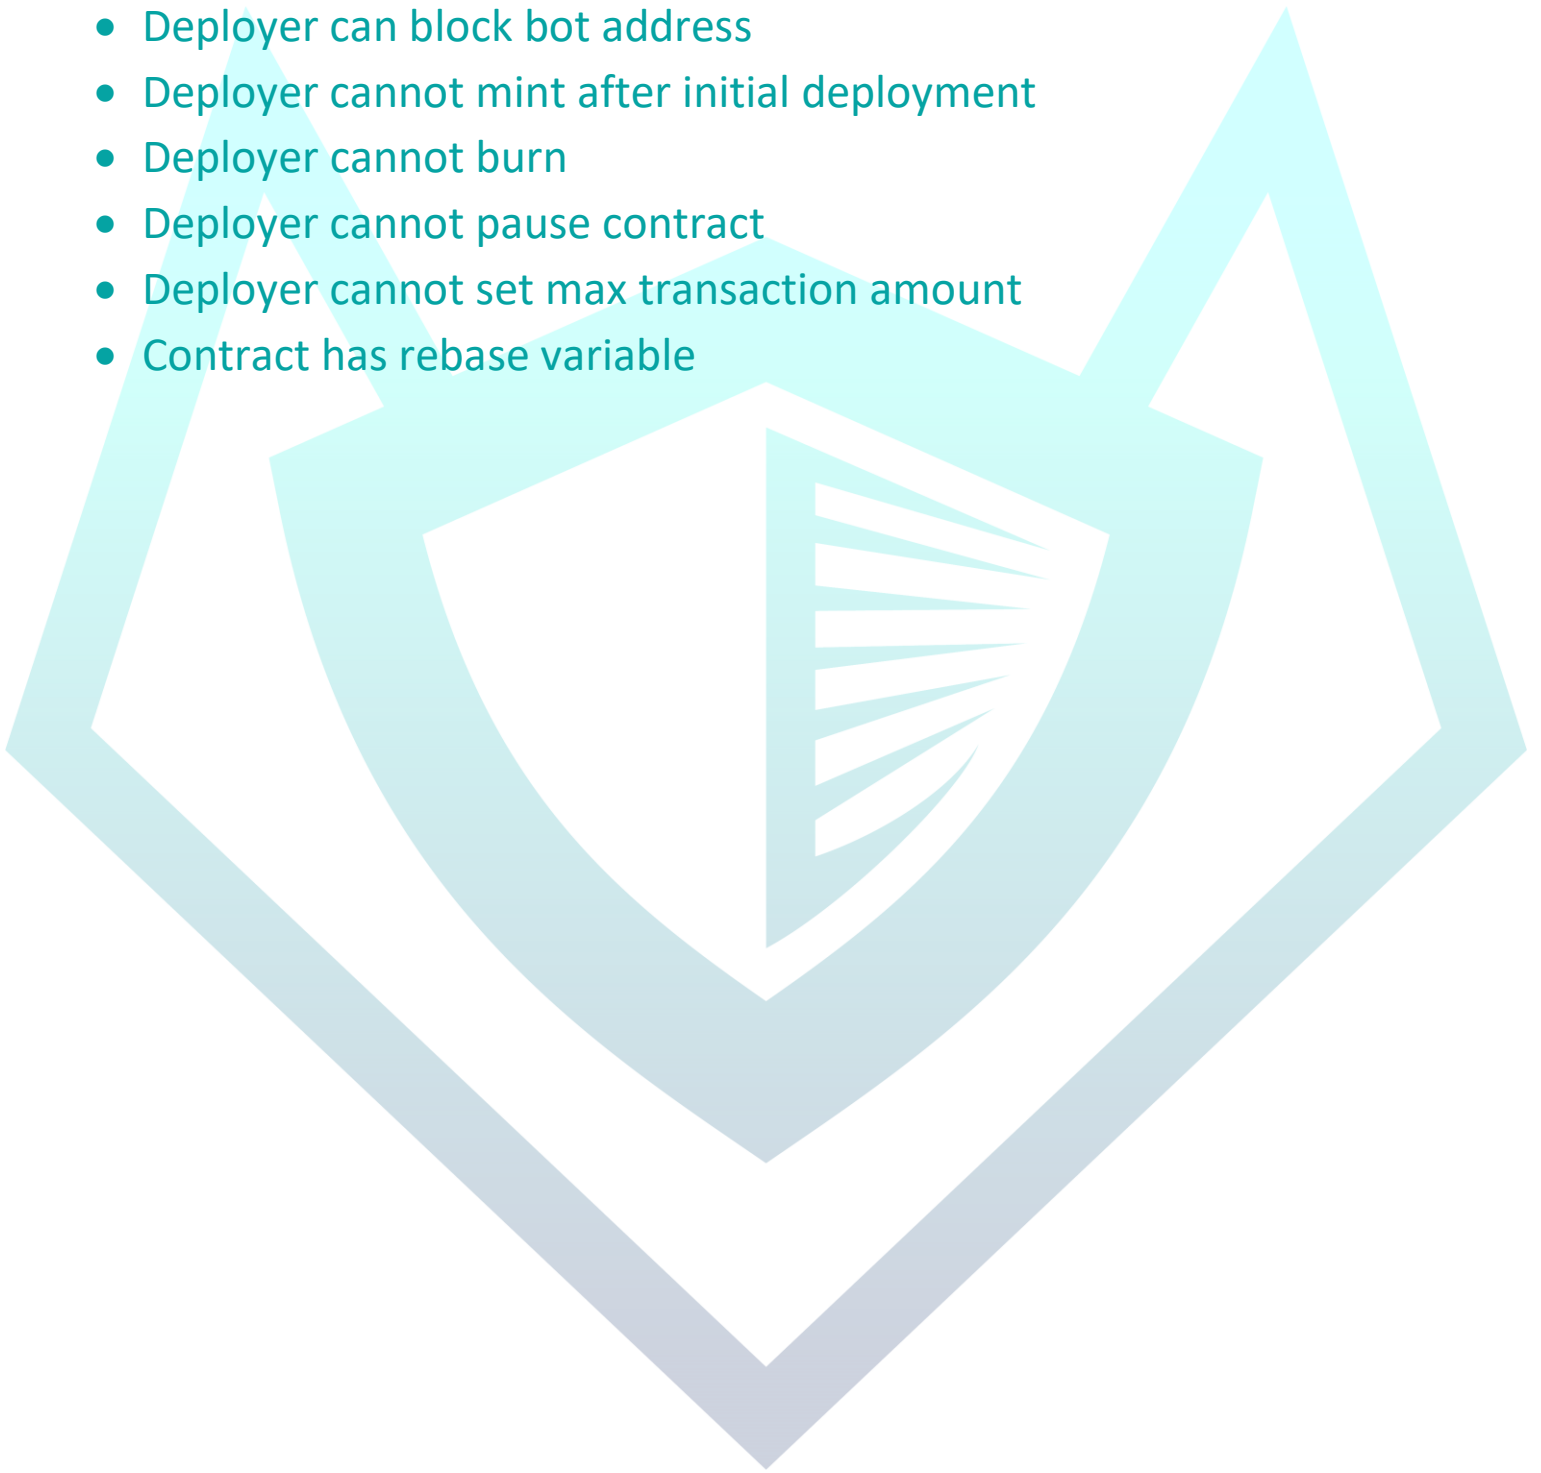 • Deployer can block bot address
• Deployer cannot mint after initial deployment
• Deployer cannot burn
• Deployer cannot pause contract
• Deployer cannot set max transaction amount
• Contract has rebase variable